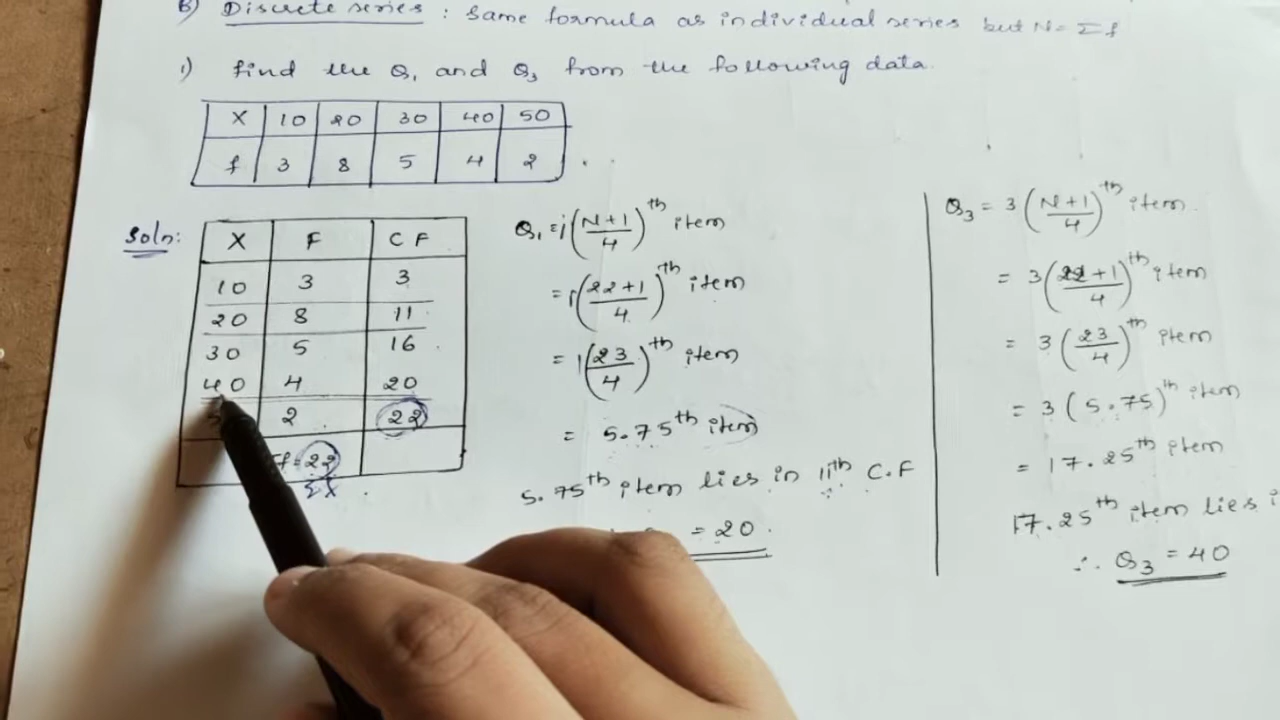 B) Discrete series : Same formula as individual series but N = Σf
1) find the Q₁ and Q₃ from the following data.
X 10 20 30 40 50
f 3 8 5 4 2
Soln:
X F CF
10 3 3
20 8 11
30 5 16
40 4 20
2 22
f = 22
Σx
Q₁ = 1(N+1/4)th item
= 1(22+1/4)th item
= 1(23/4)th item
= 5.75th item
5.75th item lies in 11th C.F
= 20
Q₃ = 3(N+1/4)th item
= 3(22+1/4)th item
= 3(23/4)th item
= 3(5.75)th item
= 17.25th item
17.25th item lies
∴ Q₃ = 40